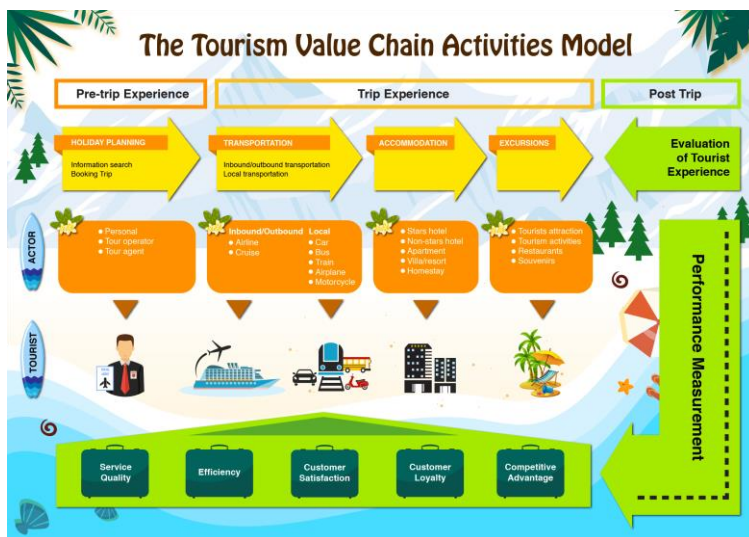 The Tourism Value Chain Activities Model
Pre-trip Experience
Trip Experience
Post Trip
HOLIDAY PLANNING
Information search
Booking Trip
TRANSPORTATION
Inbound/outbound transportation
Local transportation
ACCOMMODATION
EXCURSIONS
Evaluation
of Tourist
Experience
ACTOR
● Personal
● Tour operator
● Tour agent
Inbound/Outbound
● Airline
● Cruise
Local
● Car
● Bus
● Train
● Airplane
● Motorcycle
● Stars hotel
● Non-stars hotel
● Apartment
● Villa/resort
● Homestay
● Tourists attraction
● Tourism activities
● Restaurants
● Souvenirs
TOURIST
Performance Measurement
Service
Quality
Efficiency
Customer
Satisfaction
Customer
Loyalty
Competitive
Advantage